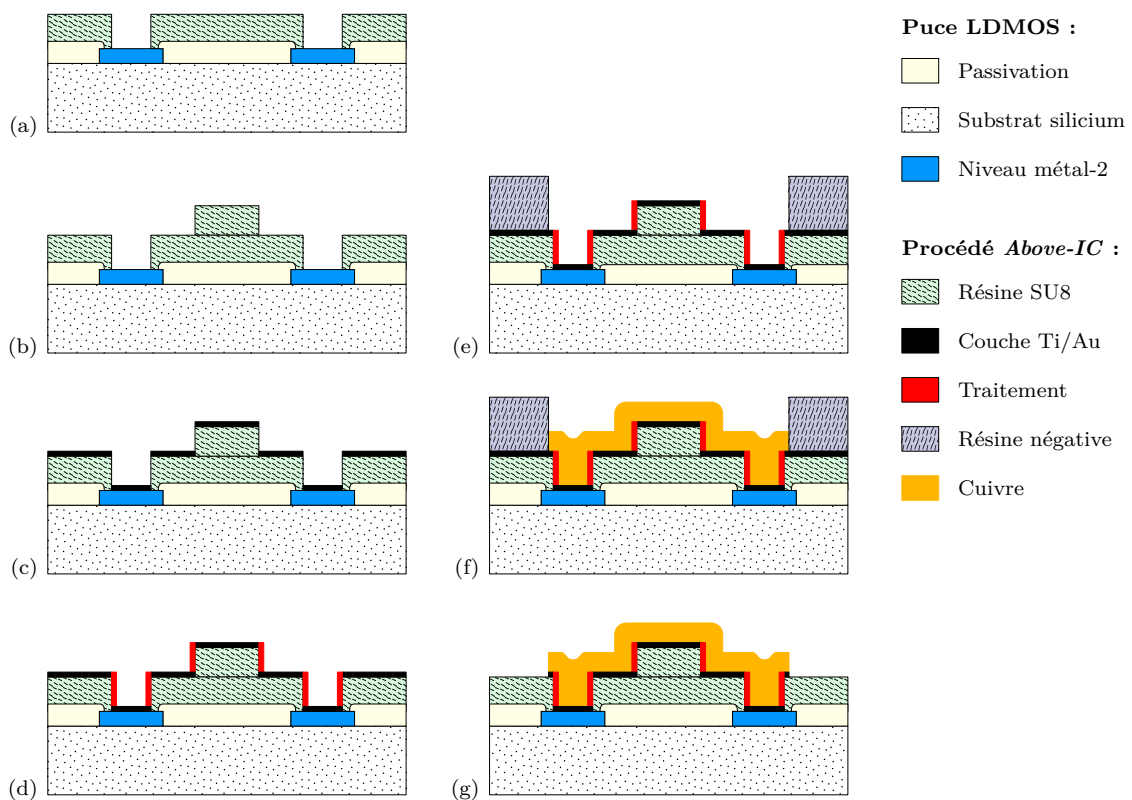 (a)
(b)
(c)
(d)
(e)
(f)
(g)
Puce LDMOS :
Passivation
Substrat silicium
Niveau métal-2
Procédé Above-IC :
Résine SU8
Couche Ti/Au
Traitement
Résine négative
Cuivre